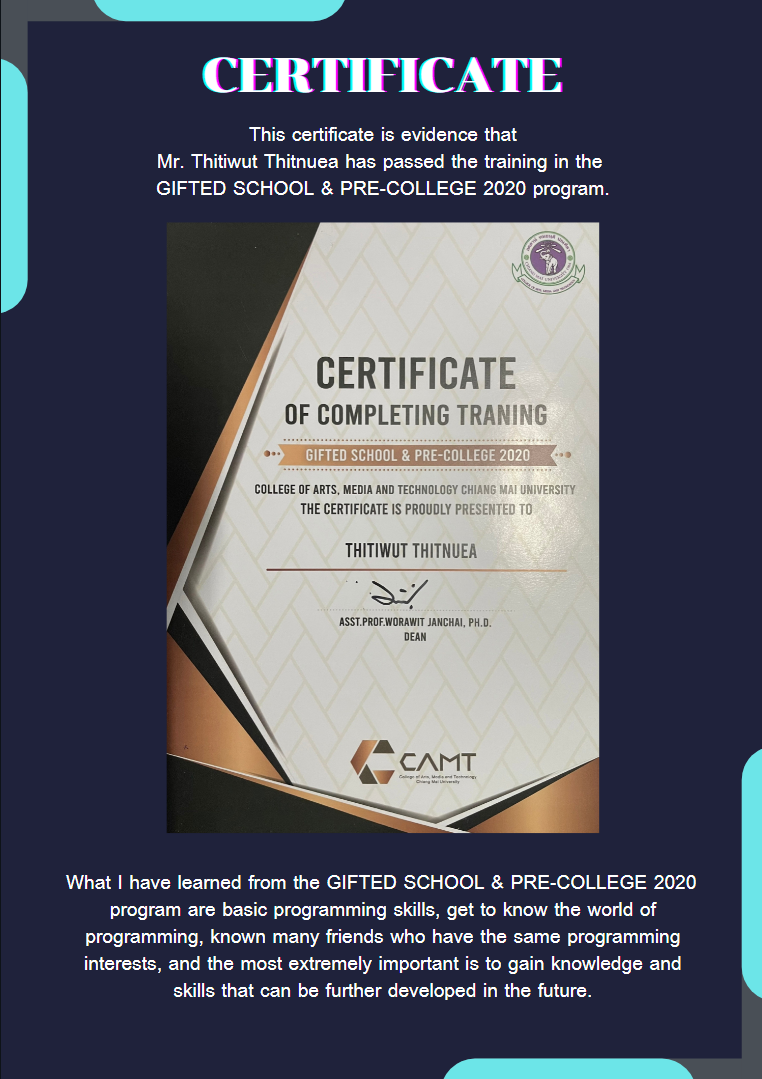 CERTIFICATE
This certificate is evidence that
Mr. Thitiwut Thitnuea has passed the training in the
GIFTED SCHOOL & PRE-COLLEGE 2020 program.
CERTIFICATE
OF COMPLETING TRANING
GIFTED SCHOOL & PRE-COLLEGE 2020
COLLEGE OF ARTS, MEDIA AND TECHNOLOGY CHIANG MAI UNIVERSITY
THE CERTIFICATE IS PROUDLY PRESENTED TO
THITIWUT THITNUEA
ASST.PROF.WORAWIT JANCHAI, PH.D.
DEAN
CAMT
College of Arts, Media and Technology
Chiang Mai University
What I have learned from the GIFTED SCHOOL & PRE-COLLEGE 2020
program are basic programming skills, get to know the world of
programming, known many friends who have the same programming
interests, and the most extremely important is to gain knowledge and
skills that can be further developed in the future.